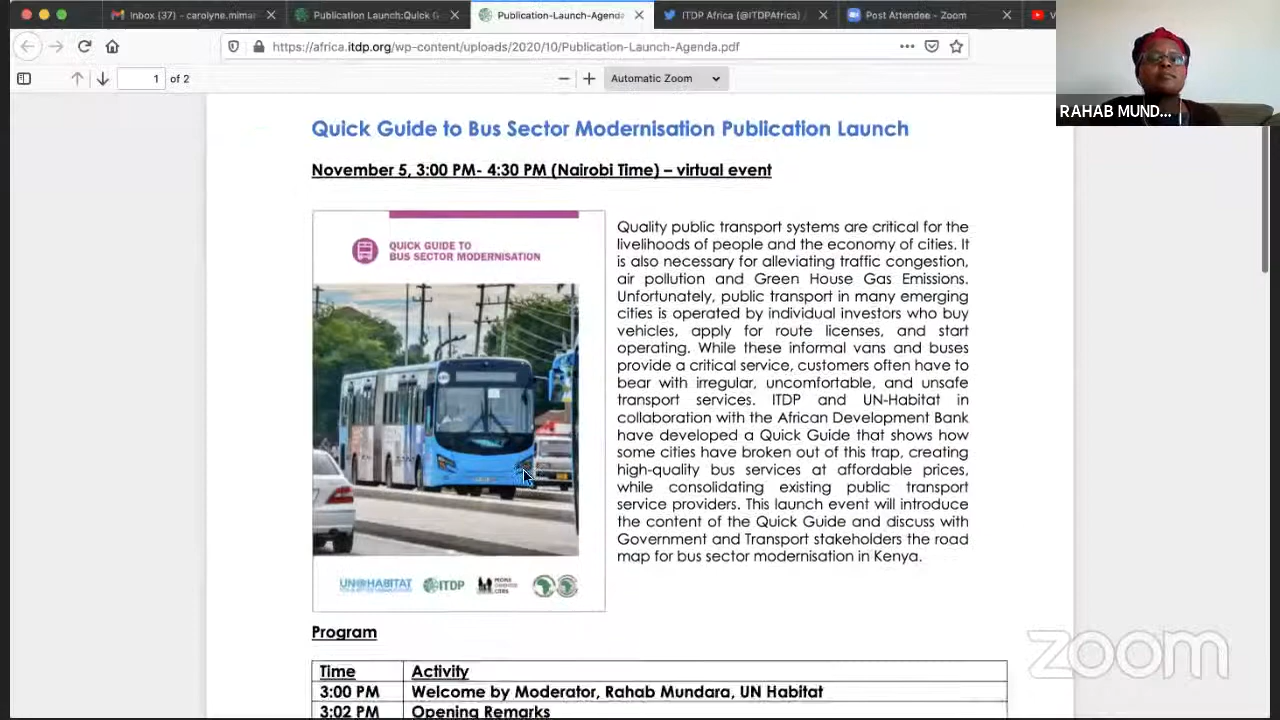 Inbox (37) - carolyne.mimar
Publication Launch:Quick G
Publication-Launch-Agenda
ITDP Africa (@ITDPAfrica)
Post Attendee - Zoom
https://africa.itdp.org/wp-content/uploads/2020/10/Publication-Launch-Agenda.pdf
1 of 2
Automatic Zoom
RAHAB MUND...
Quick Guide to Bus Sector Modernisation Publication Launch
November 5, 3:00 PM- 4:30 PM (Nairobi Time) – virtual event
QUICK GUIDE TO
BUS SECTOR MODERNISATION
UN HABITAT
ITDP
Quality public transport systems are critical for the
livelihoods of people and the economy of cities. It
is also necessary for alleviating traffic congestion,
air pollution and Green House Gas Emissions.
Unfortunately, public transport in many emerging
cities is operated by individual investors who buy
vehicles, apply for route licenses, and start
operating. While these informal vans and buses
provide a critical service, customers often have to
bear with irregular, uncomfortable, and unsafe
transport services. ITDP and UN-Habitat in
collaboration with the African Development Bank
have developed a Quick Guide that shows how
some cities have broken out of this trap, creating
high-quality bus services at affordable prices,
while consolidating existing public transport
service providers. This launch event will introduce
the content of the Quick Guide and discuss with
Government and Transport stakeholders the road
map for bus sector modernisation in Kenya.
Program
Time Activity
3:00 PM Welcome by Moderator, Rahab Mundara, UN Habitat
3:02 PM Opening Remarks
zoom